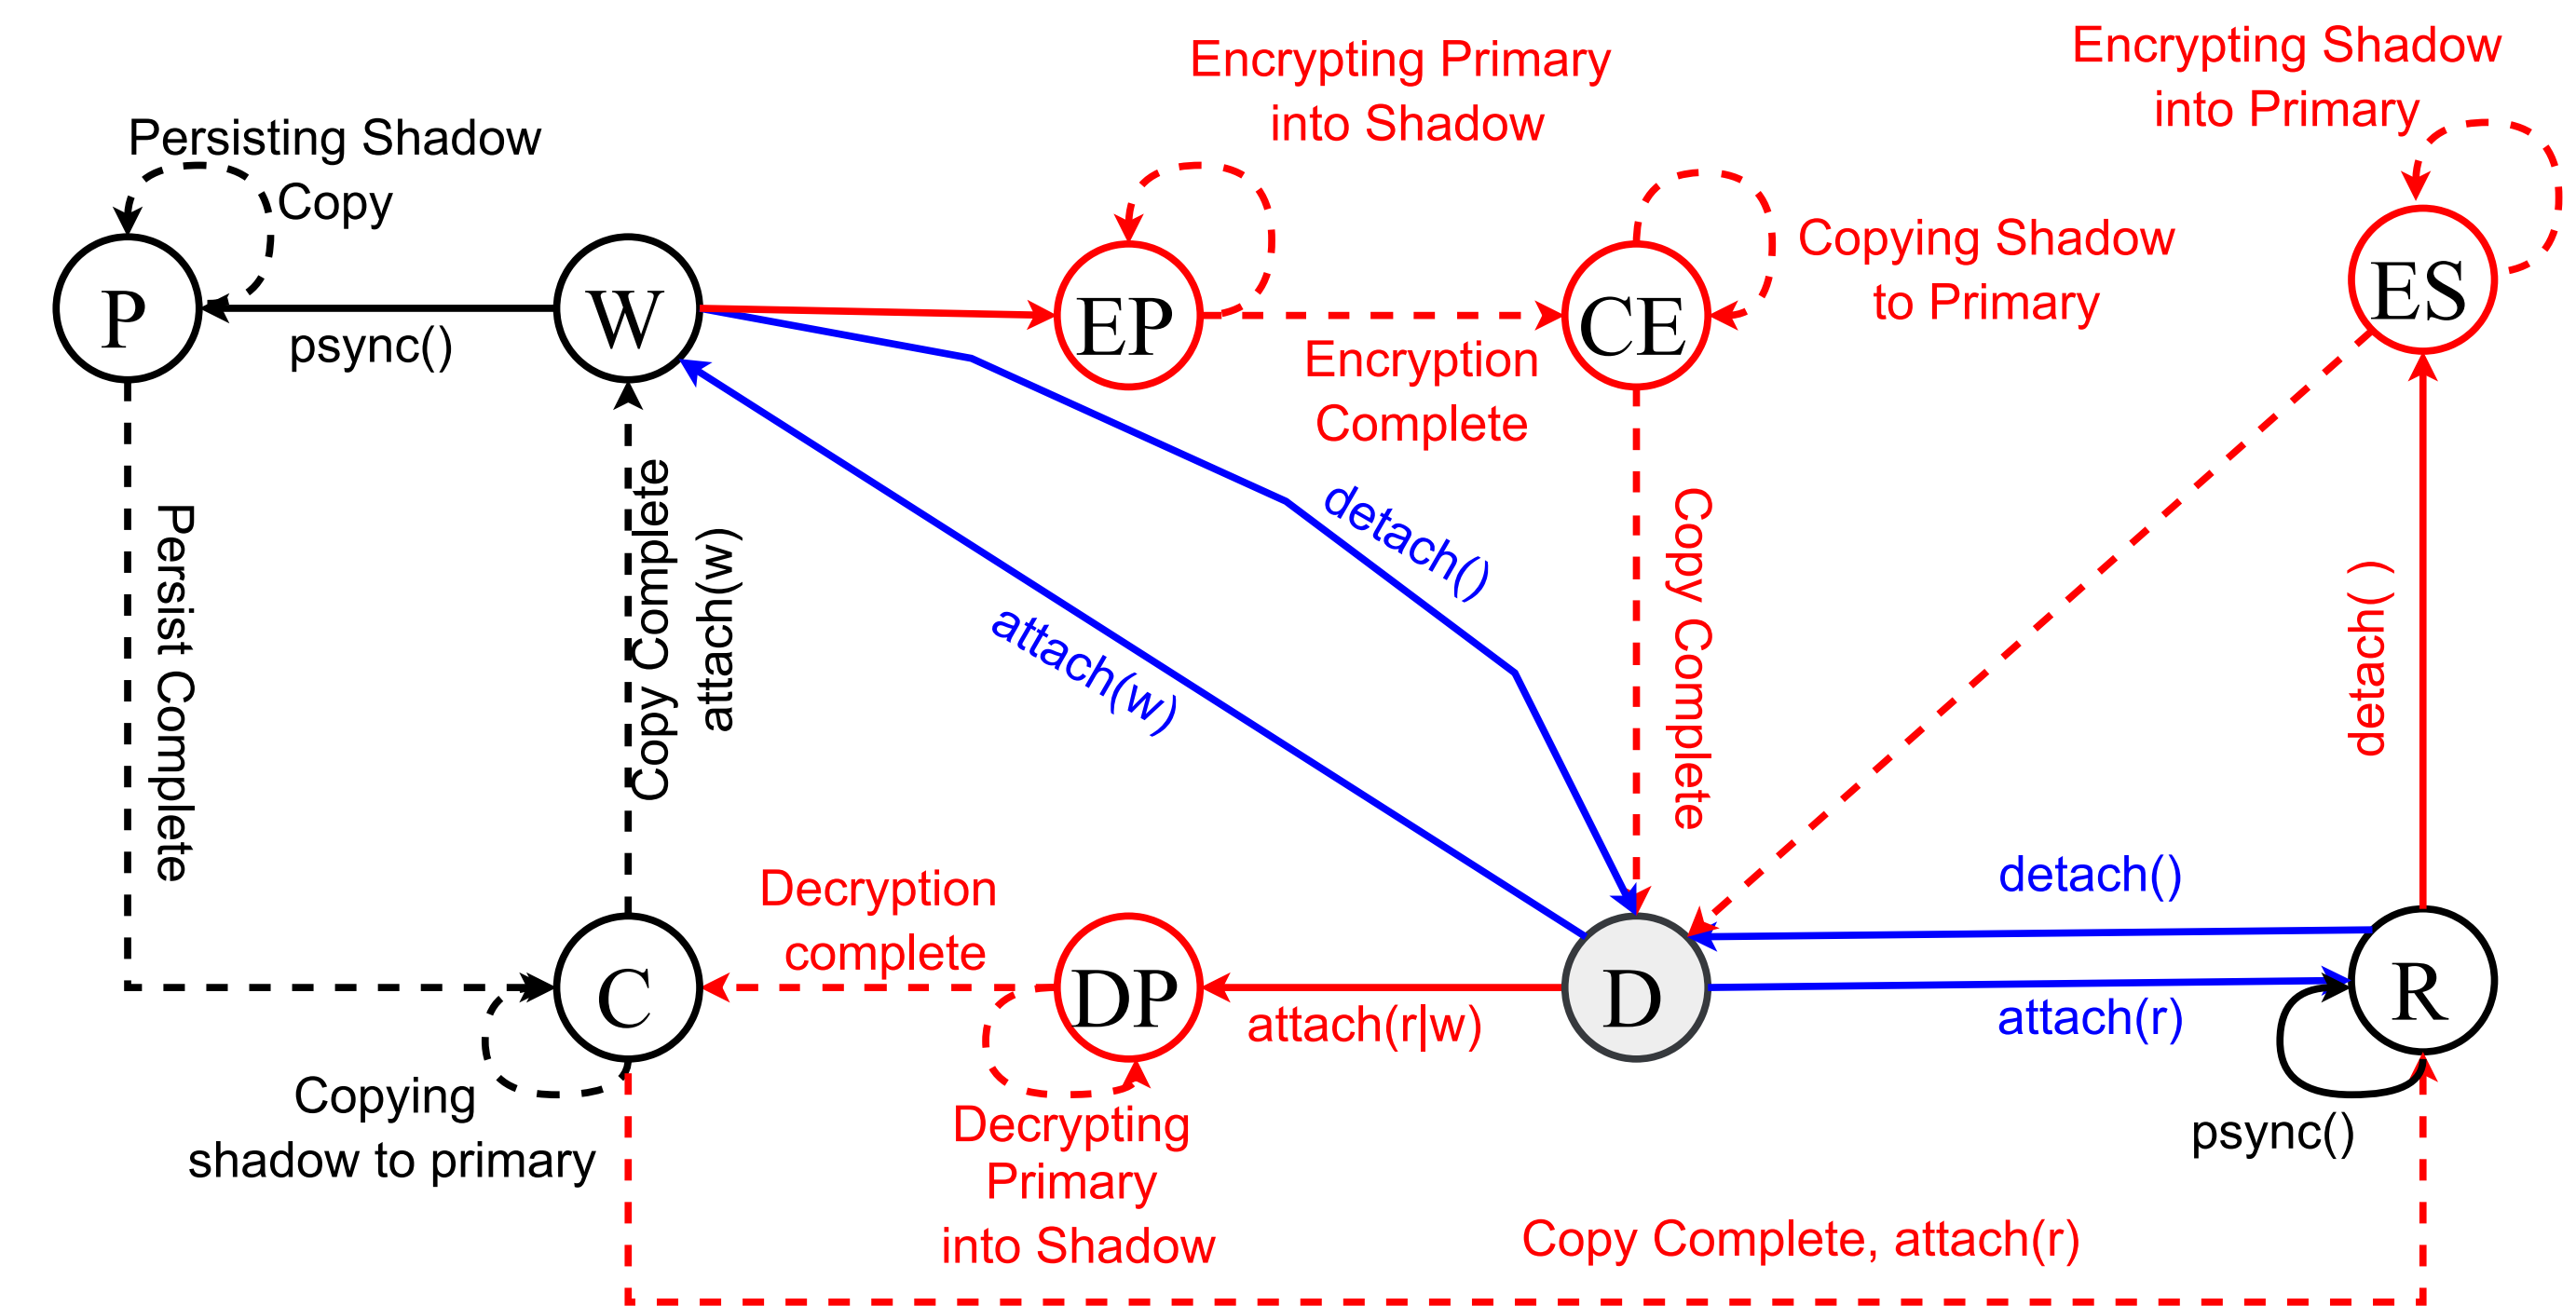 Encrypting Primary
into Shadow
Encrypting Shadow
into Primary
Persisting Shadow
Copy
Copying Shadow
to Primary
P
W
EP
CE
ES
psync()
Encryption
Complete
Persist Complete
Copy Complete
attach(w)
detach()
attach(w)
Copy Complete
detach()
Decryption
complete
detach()
C
DP
D
R
attach(r|w)
attach(r)
Copying
shadow to primary
Decrypting
Primary
into Shadow
psync()
Copy Complete, attach(r)